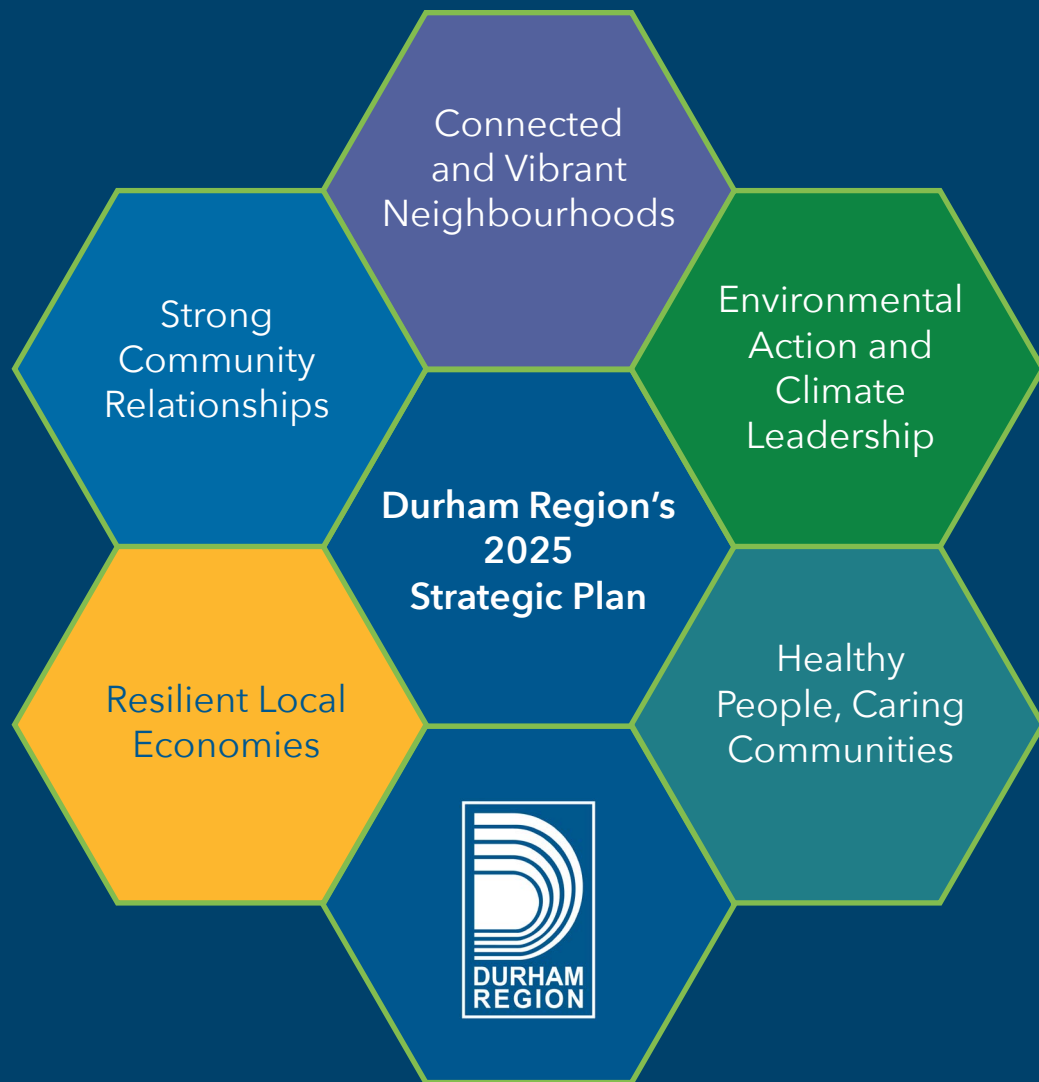 Connected
and Vibrant
Neighbourhoods
Strong
Community
Relationships
Environmental
Action and
Climate
Leadership
Durham Region’s
2025
Strategic Plan
Resilient Local
Economies
Healthy
People, Caring
Communities
DURHAM
REGION